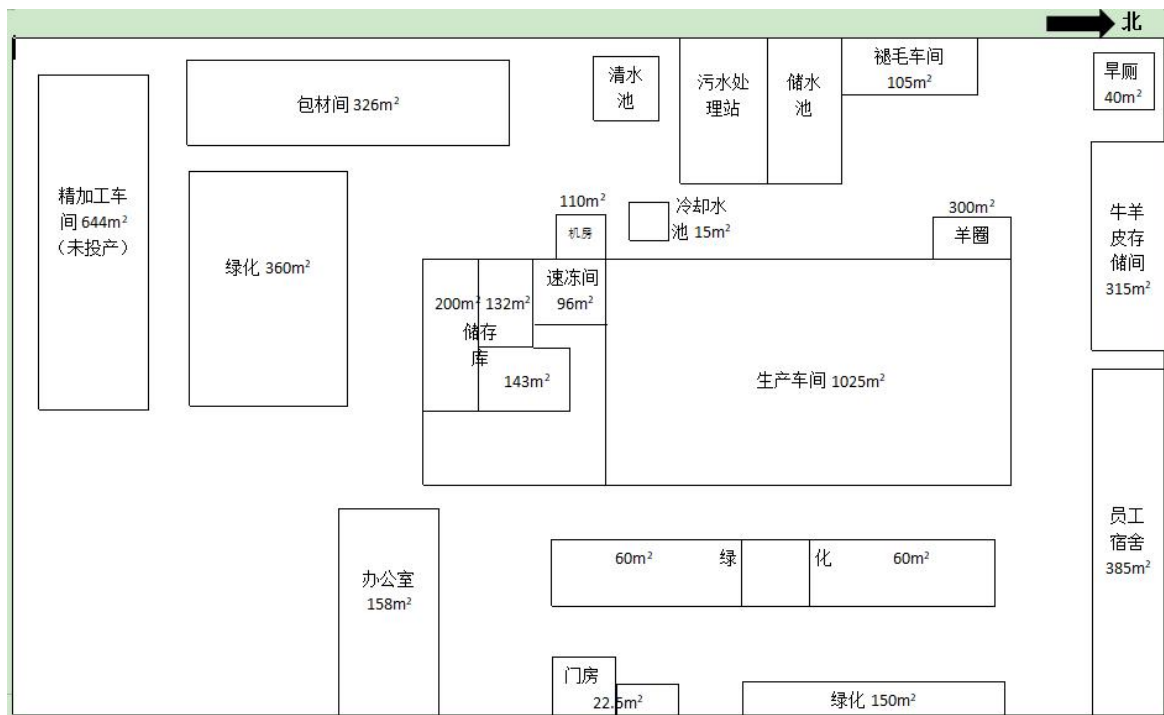 北
褪毛车间
105m²
旱厕
40m²
清水
池
污水处
理站
储水
池
包材间 326m²
精加工车
间 644m²
（未投产）
绿化 360m²
110m²
机房
冷却水
池 15m²
300m²
羊圈
牛羊
皮存
储间
315m²
速冻间
96m²
200m²
132m²
储存
库
143m²
生产车间 1025m²
员工
宿舍
385m²
办公室
158m²
60m²
绿
化
60m²
门房
22.5m²
绿化 150m²